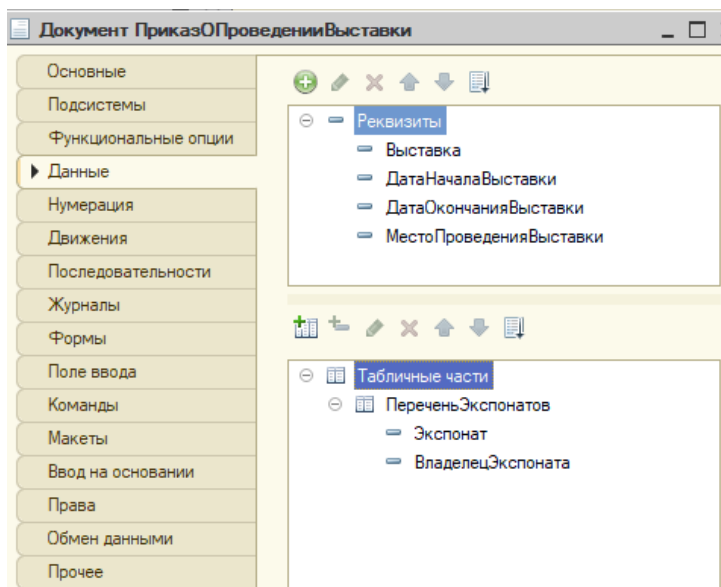 Документ ПриказОПроведенииВыставки
Основные
Подсистемы
Функциональные опции
Данные
Нумерация
Движения
Последовательности
Журналы
Формы
Поле ввода
Команды
Макеты
Ввод на основании
Права
Обмен данными
Прочее
Реквизиты
Выставка
ДатаНачалаВыставки
ДатаОкончанияВыставки
МестоПроведенияВыставки
Табличные части
ПереченьЭкспонатов
Экспонат
ВладелецЭкспоната